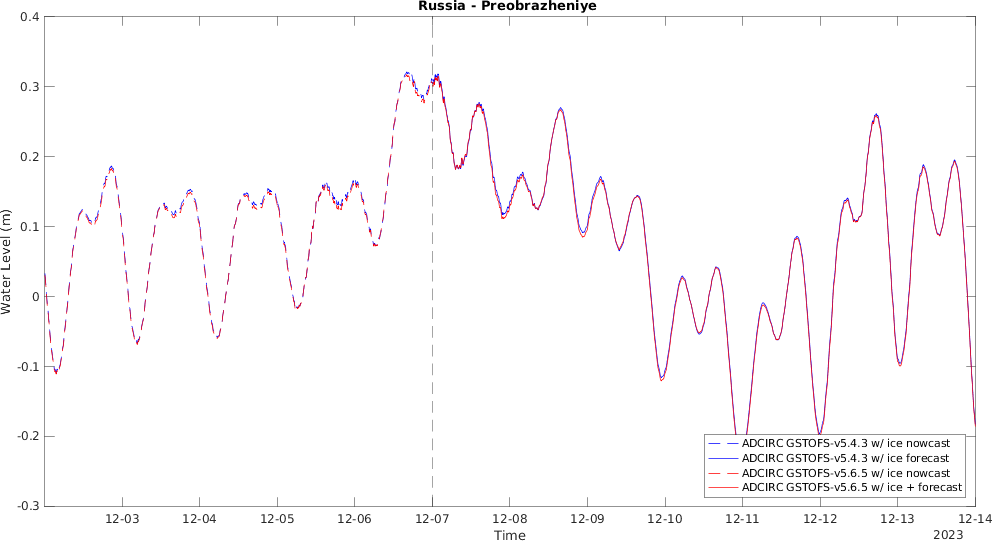 Russia - Preobrazheniye
0.4
0.3
0.2
0.1
0
-0.1
-0.2
-0.3
Water Level (m)
12-03 12-04 12-05 12-06 12-07 12-08 12-09 12-10 12-11 12-12 12-13 12-14
Time
2023
ADCIRC GSTOFS-v5.4.3 w/ ice nowcast
ADCIRC GSTOFS-v5.4.3 w/ ice forecast
ADCIRC GSTOFS-v5.6.5 w/ ice nowcast
ADCIRC GSTOFS-v5.6.5 w/ ice + forecast